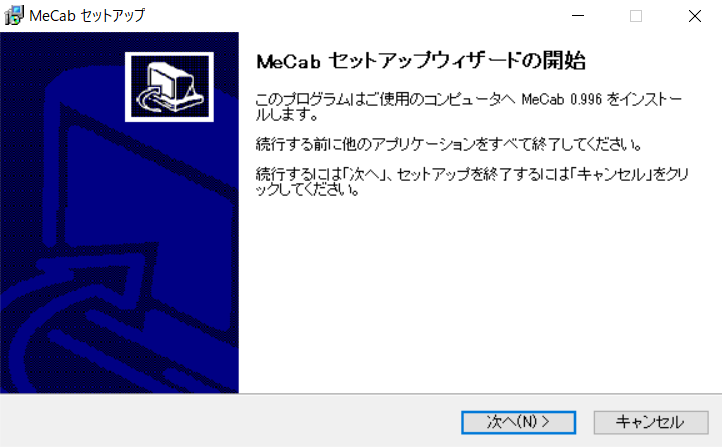 MeCab セットアップ
MeCab セットアップウィザードの開始
このプログラムはご使用のコンピュータへ MeCab 0.996 をインストー
ルします。
続行する前に他のアプリケーションをすべて終了してください。
続行するには「次へ」、セットアップを終了するには「キャンセル」をクリ
ックしてください。
次へ(N) >
キャンセル